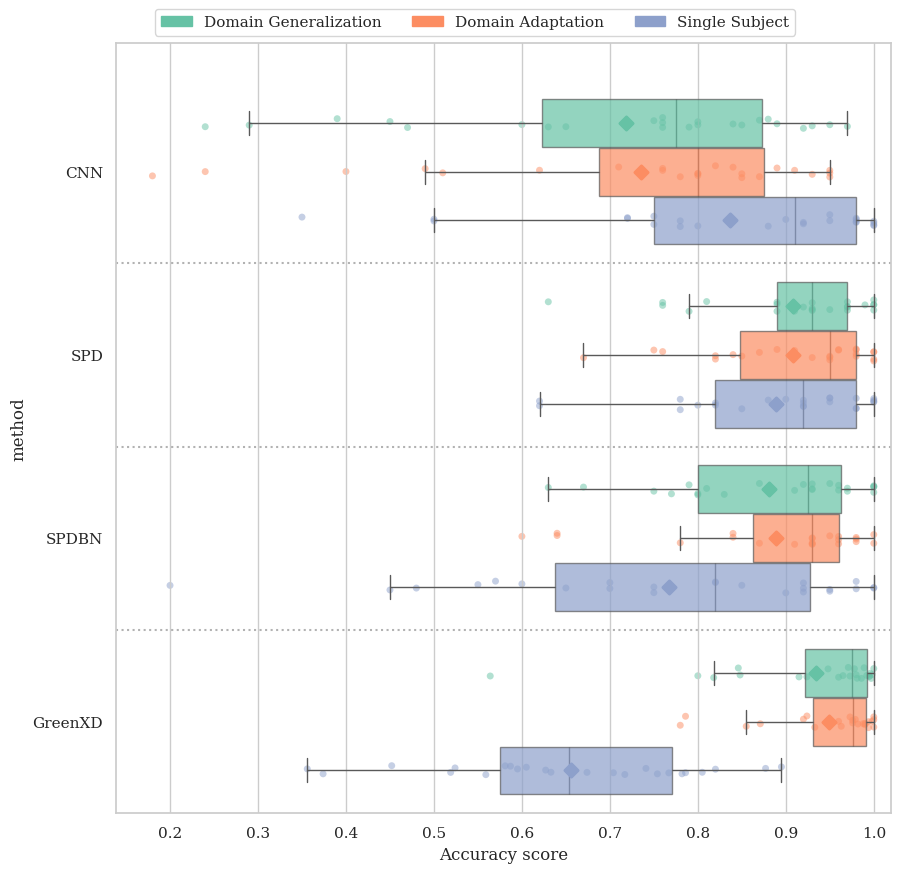 Domain Generalization Domain Adaptation Single Subject
CNN
SPD
SPDBN
GreenXD
method
0.2 0.3 0.4 0.5 0.6 0.7 0.8 0.9 1.0
Accuracy score